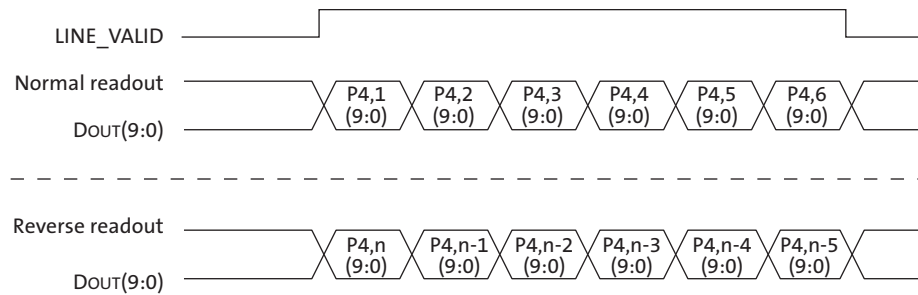 LINE_VALID
Normal readout
P4,1 P4,2 P4,3 P4,4 P4,5 P4,6
(9:0) (9:0) (9:0) (9:0) (9:0) (9:0)
DOUT(9:0)
Reverse readout
P4,n P4,n-1 P4,n-2 P4,n-3 P4,n-4 P4,n-5
(9:0) (9:0) (9:0) (9:0) (9:0) (9:0)
DOUT(9:0)